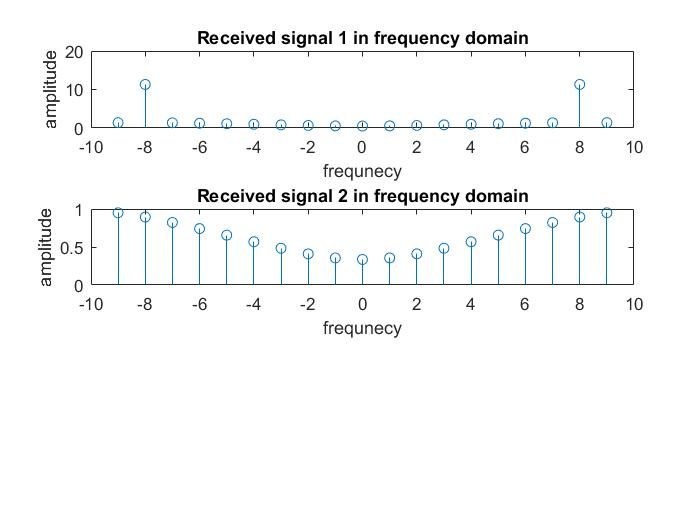 Received signal 1 in frequency domain
20
10
0
amplitude
-10 -8 -6 -4 -2 0 2 4 6 8 10
frequnecy
Received signal 2 in frequency domain
1
0.5
0
amplitude
-10 -8 -6 -4 -2 0 2 4 6 8 10
frequnecy